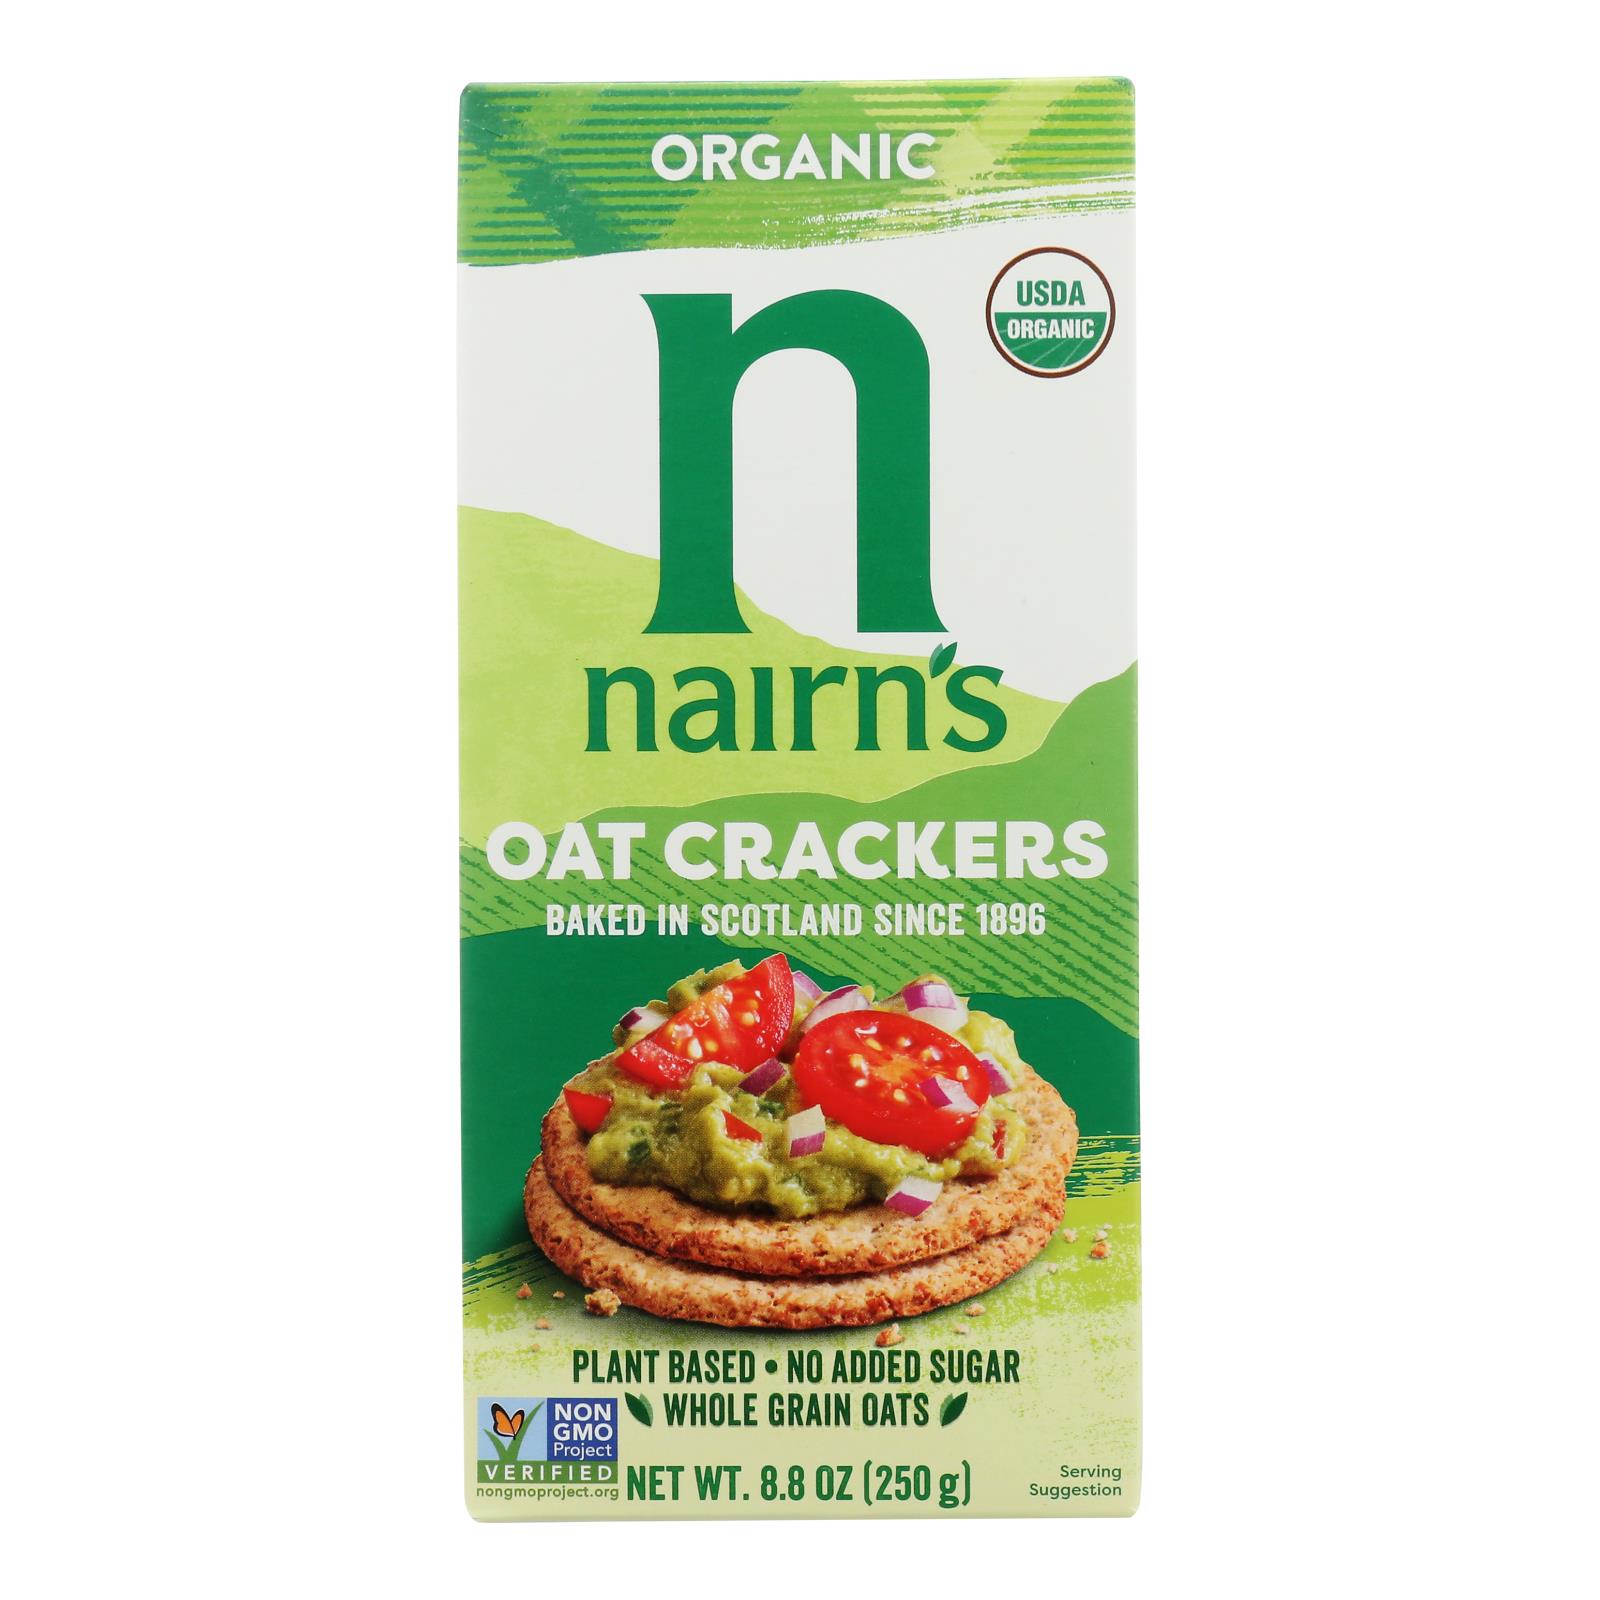 ORGANIC
USDA
ORGANIC
n
nairn's
OAT CRACKERS
BAKED IN SCOTLAND SINCE 1896
PLANT BASED • NO ADDED SUGAR
WHOLE GRAIN OATS
NON
GMO
Project
VERIFIED
nongmoproject.org
NET WT. 8.8 OZ (250 g)
Serving
Suggestion